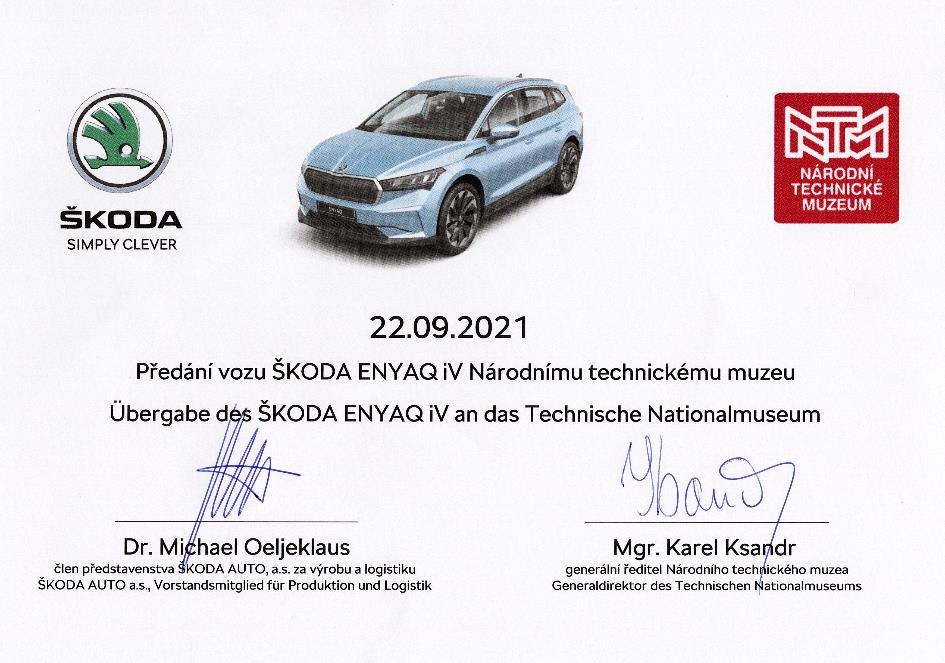 ŠKODA
SIMPLY CLEVER
ENYAQ
NTM
NÁRODNÍ
TECHNICKÉ
MUZEUM
22.09.2021
Předání vozu ŠKODA ENYAQ iV Národnímu technickému muzeu
Übergabe des ŠKODA ENYAQ iV an das Technische Nationalmuseum
Dr. Michael Oeljeklaus
člen představenstva ŠKODA AUTO, a.s. za výrobu a logistiku
ŠKODA AUTO a.s., Vorstandsmitglied für Produktion und Logistik
Mgr. Karel Ksandr
generální ředitel Národního technického muzea
Generaldirektor des Technischen Nationalmuseums